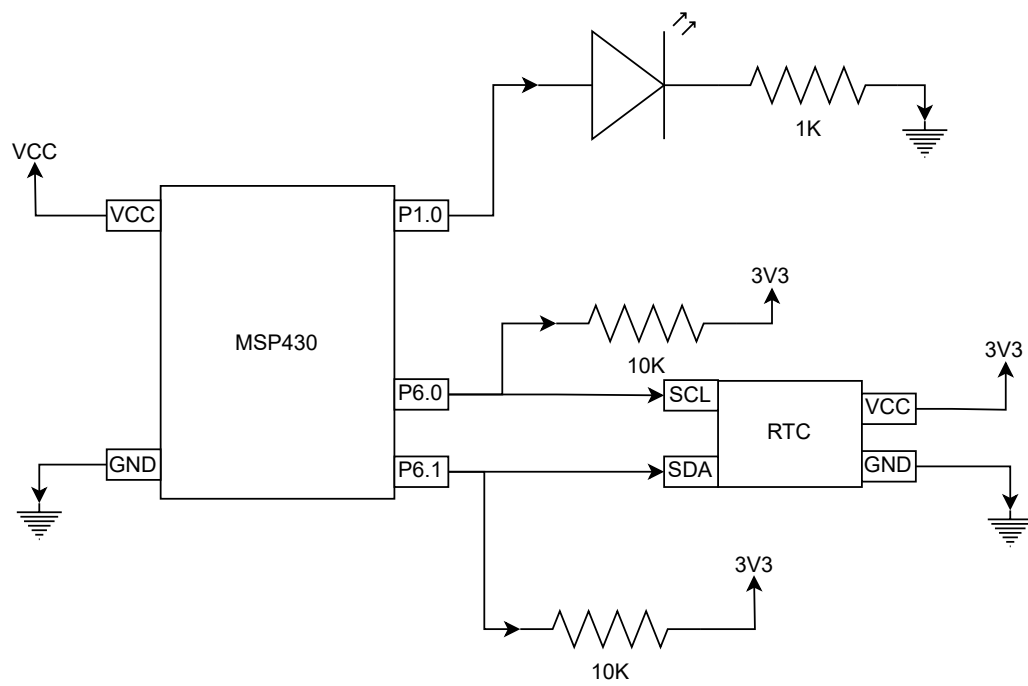 1K
VCC
VCC
P1.0
3V3
MSP430
10K
3V3
P6.0
SCL
VCC
RTC
GND
P6.1
SDA
GND
3V3
10K